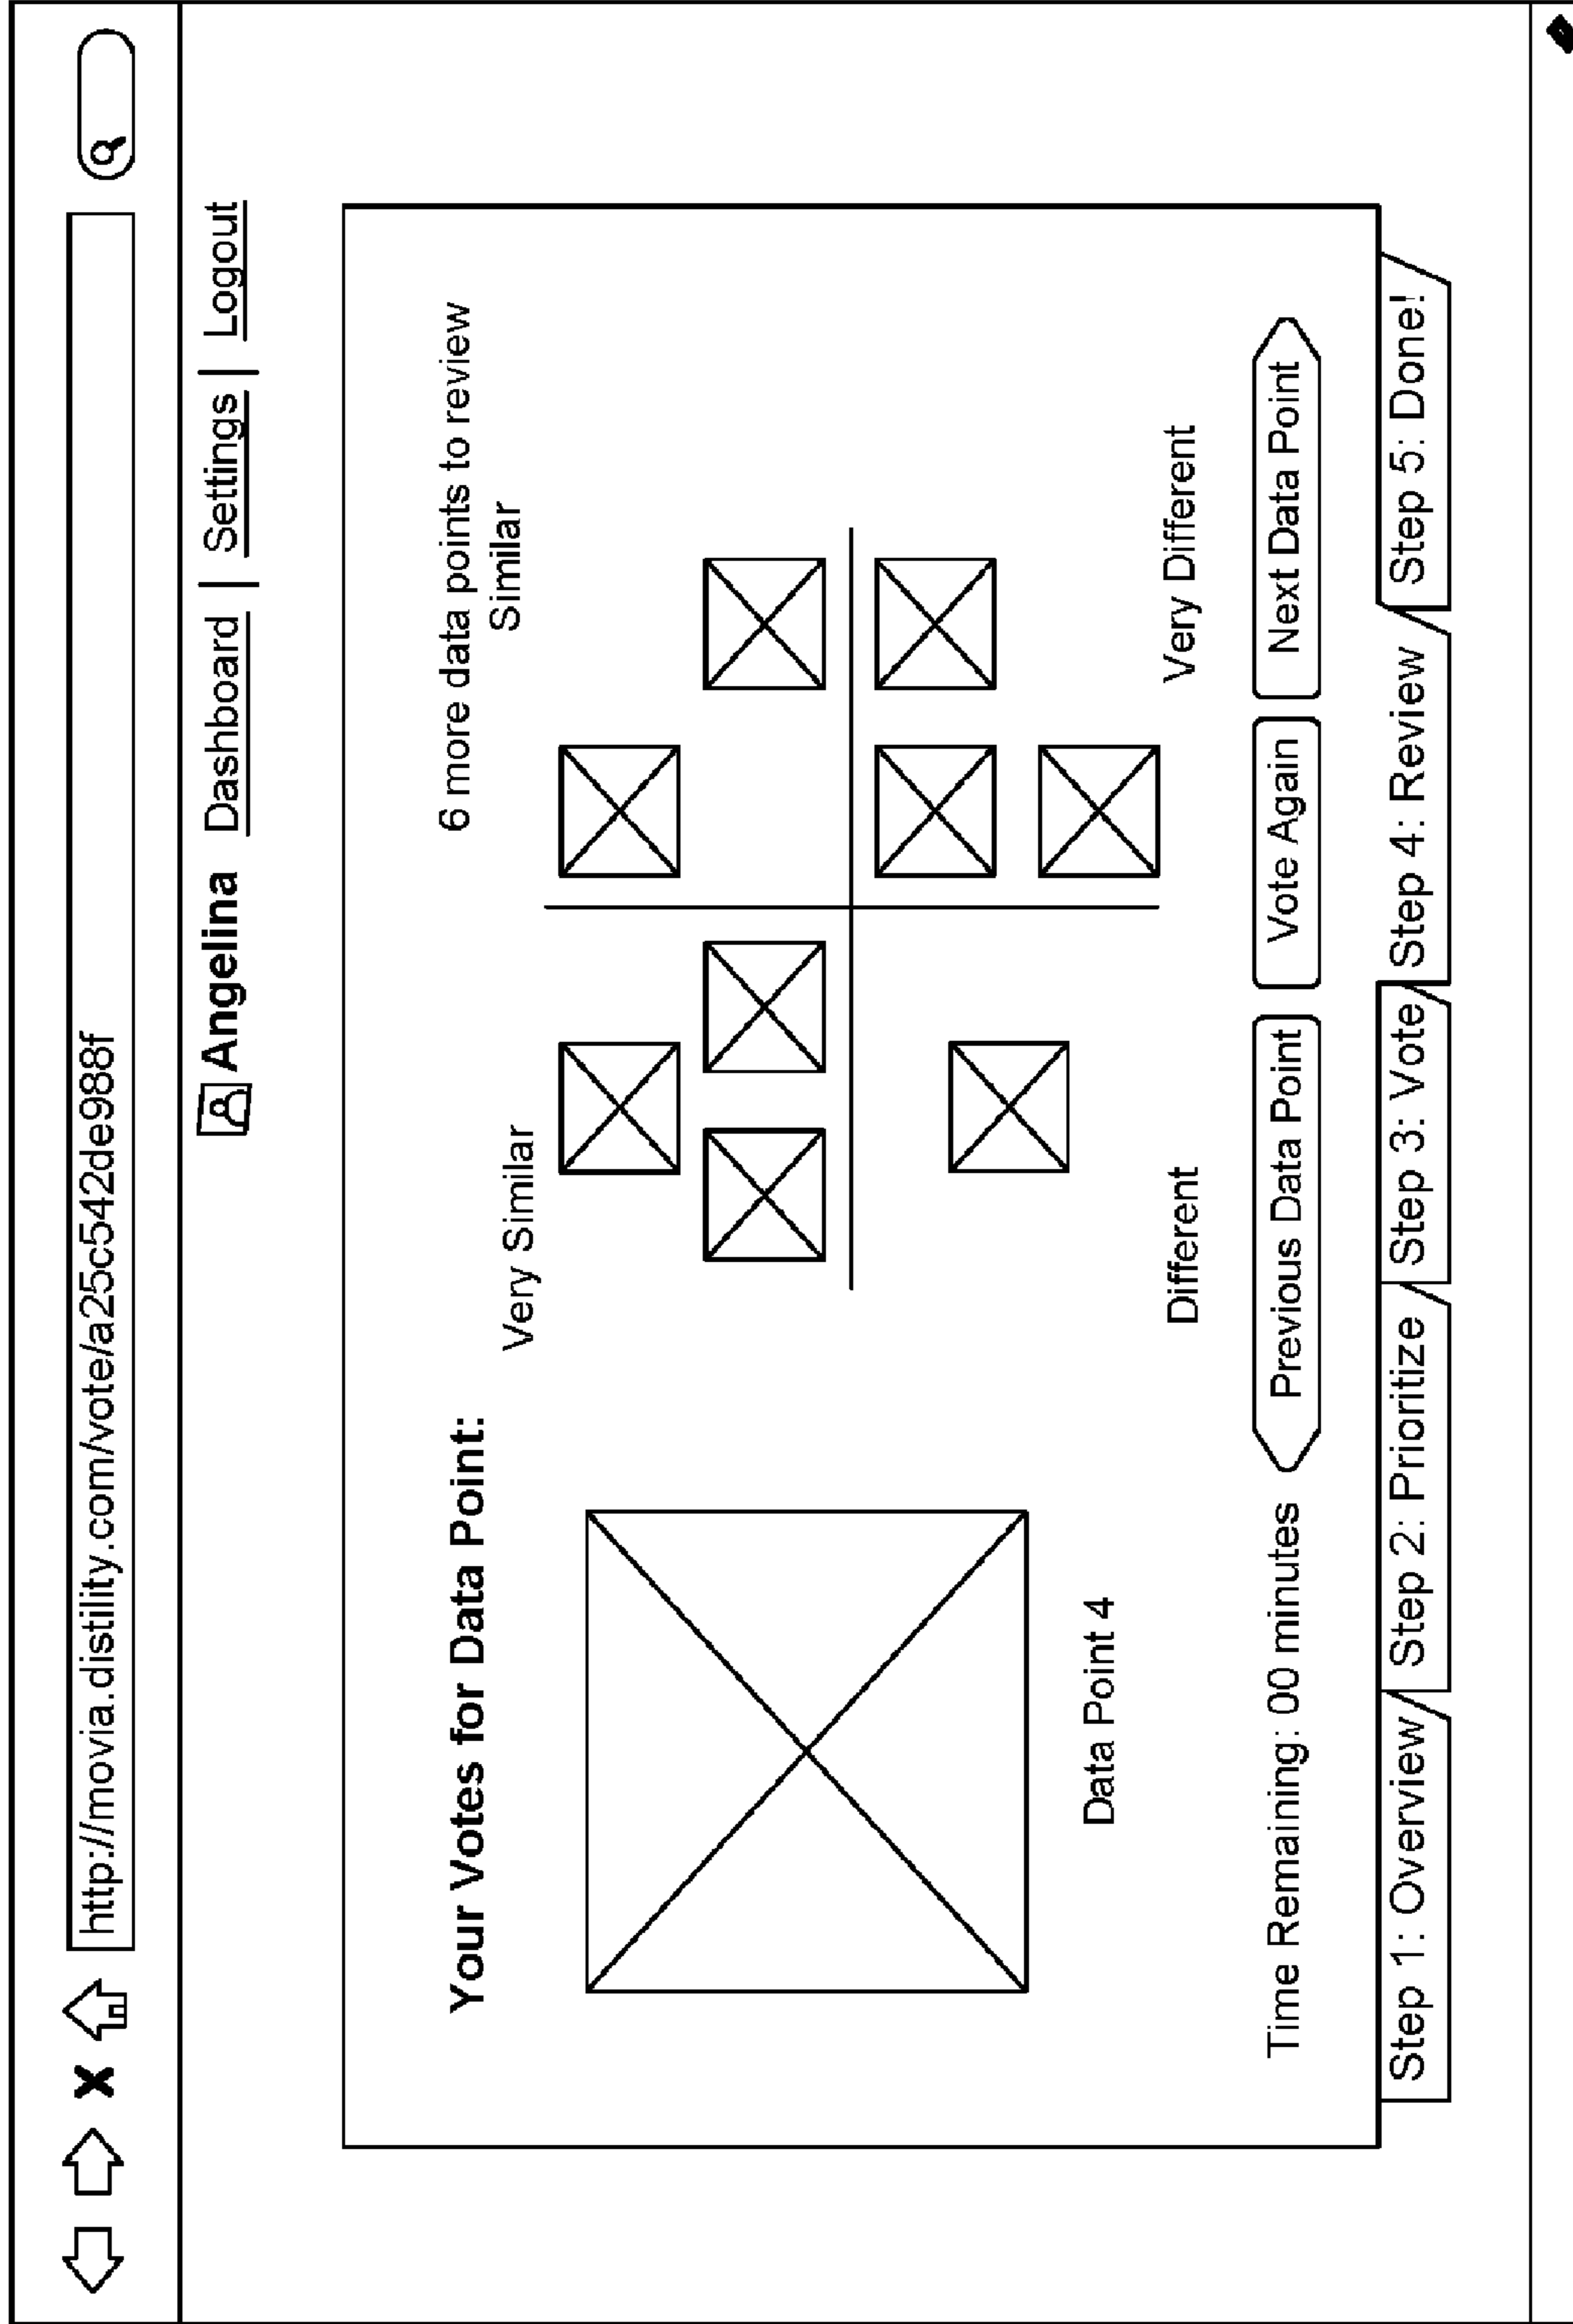 http://movia.distility.com/vote/a25c542de988f
Angelina Dashboard | Settings | Logout
Your Votes for Data Point:
6 more data points to review
Very Similar
Similar
Data Point 4
Different
Very Different
Time Remaining: 00 minutes
Previous Data Point
Vote Again
Next Data Point
Step 1: Overview
Step 2: Prioritize
Step 3: Vote
Step 4: Review
Step 5: Done!